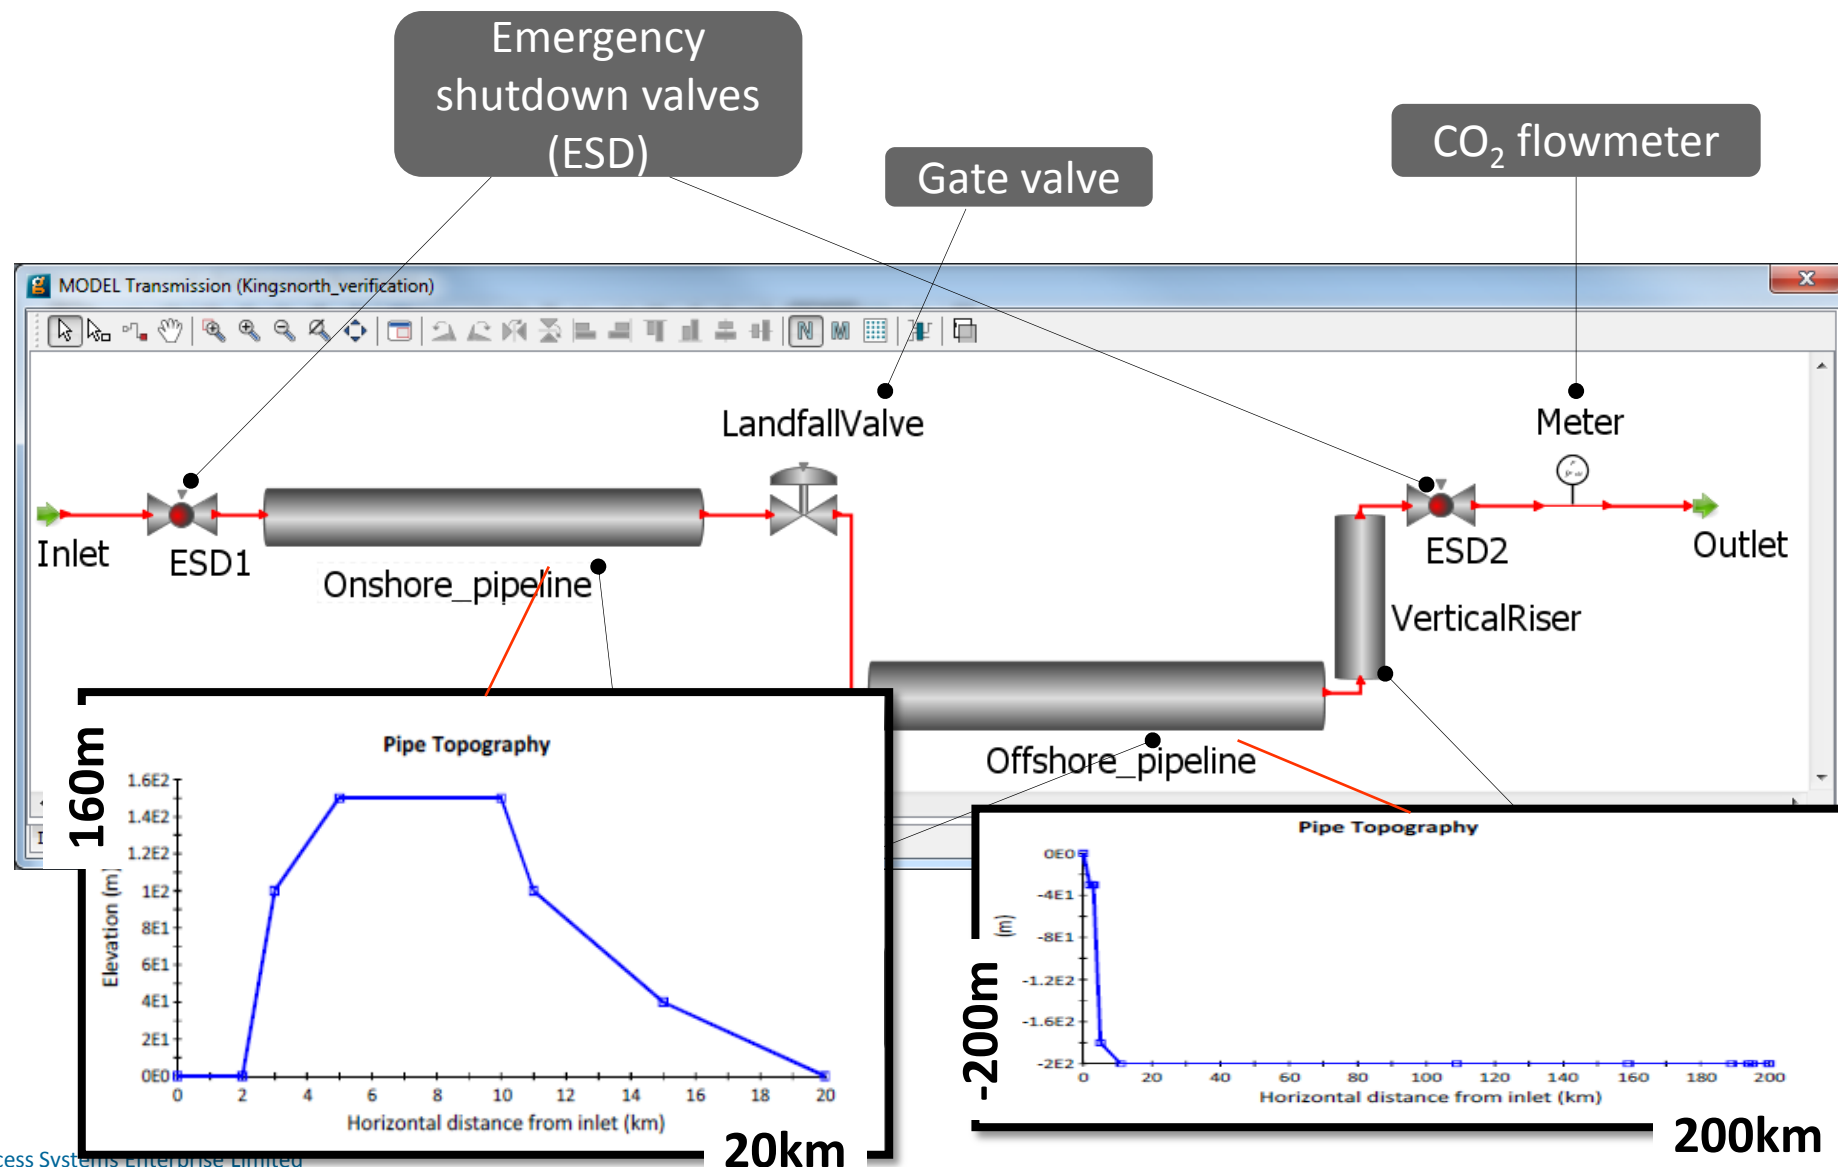 Emergency
shutdown valves
(ESD)
Gate valve
CO₂ flowmeter
MODEL Transmission (Kingsnorth_verification)
N M
LandfallValve
Meter
Inlet
ESD1
Onshore_pipeline
ESD2
Outlet
VerticalRiser
Offshore_pipeline
160m
Pipe Topography
1.6E2
1.4E2
1.2E2
1E2
8E1
6E1
4E1
2E1
0E0
Elevation (m)
0 2 4 6 8 10 12 14 16 18 20
Horizontal distance from inlet (km)
20km
Pipe Topography
0E0
-4E1
-8E1
-1.2E2
-1.6E2
-2E2
(m)
-200m
0 20 40 60 80 100 120 140 160 180 200
Horizontal distance from inlet (km)
200km
cess Systems Enterprise Limited